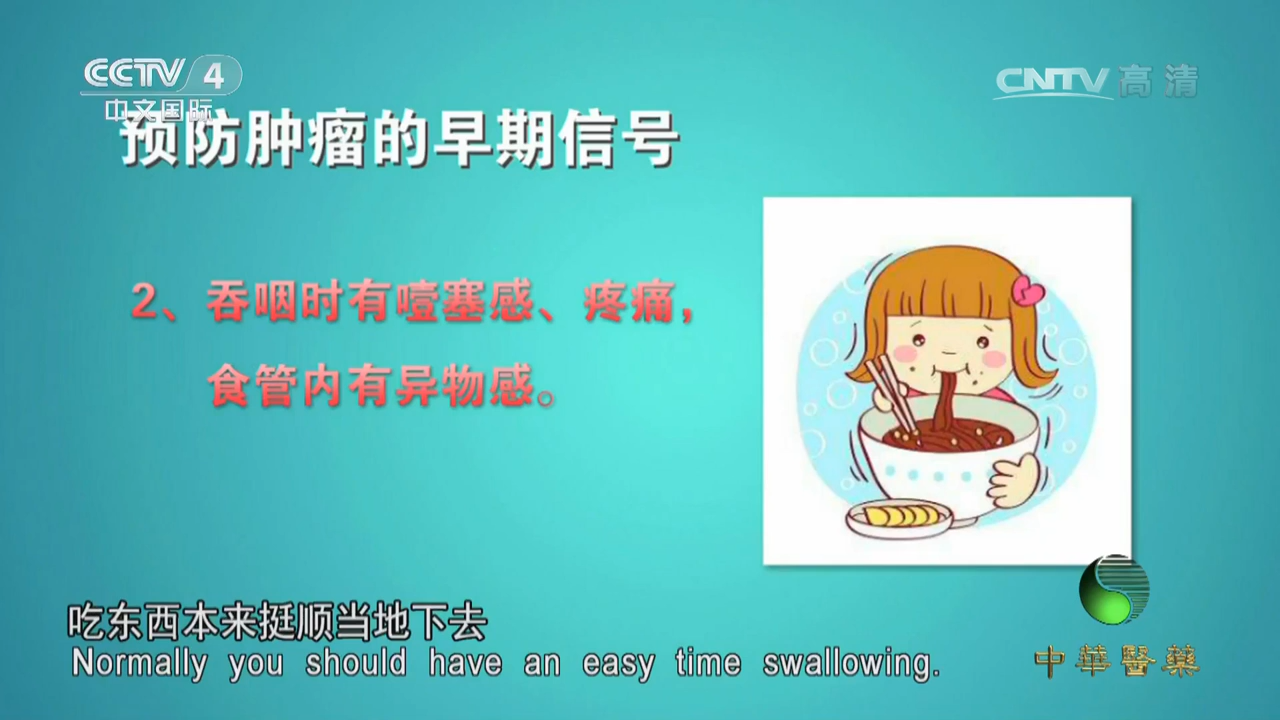 CCTV 4
中文国际
CNTV 高清
预防肿瘤的早期信号
2、吞咽时有噎塞感、疼痛，
食管内有异物感。
吃东西本来挺顺当地下去
Normally you should have an easy time swallowing.
中華醫藥